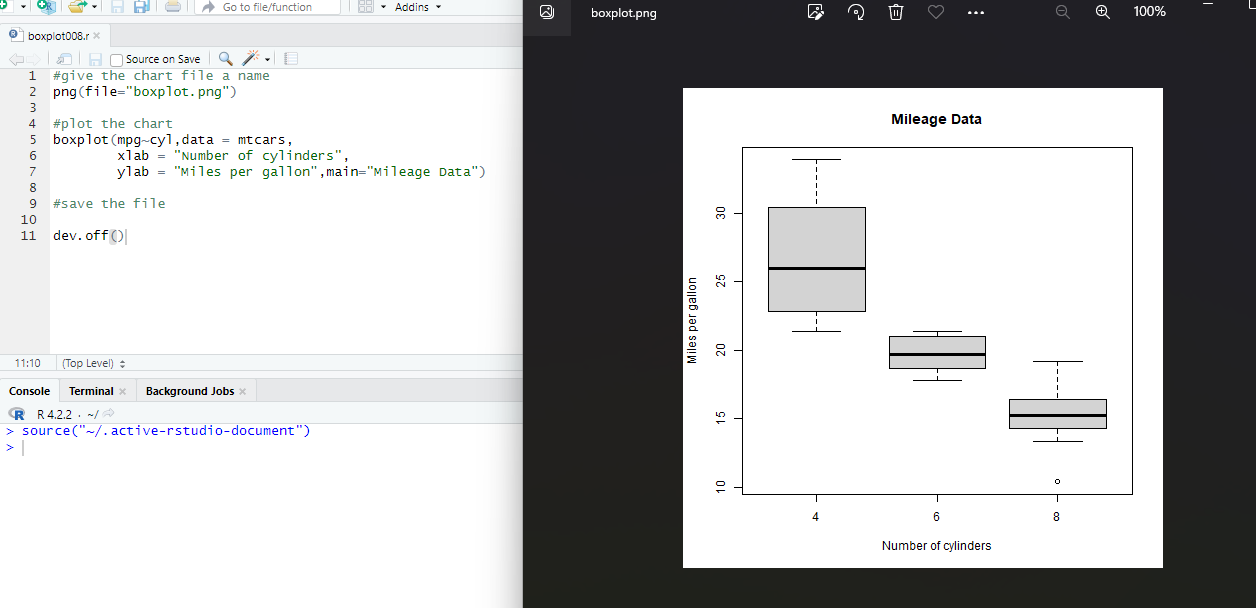 Go to file/function
Addins
boxplot008.r
Source on Save
1 #give the chart file a name
2 png(file="boxplot.png")
3
4 #plot the chart
5 boxplot(mpg~cyl,data = mtcars,
6 xlab = "Number of cylinders",
7 ylab = "Miles per gallon",main="Mileage Data")
8
9 #save the file
10
11 dev.off()
11:10 (Top Level)
Console Terminal Background Jobs
R R 4.2.2 · ~/
> source("~/.active-rstudio-document")
>
boxplot.png
100%
Mileage Data
Miles per gallon
30
25
20
15
10
4 6 8
Number of cylinders